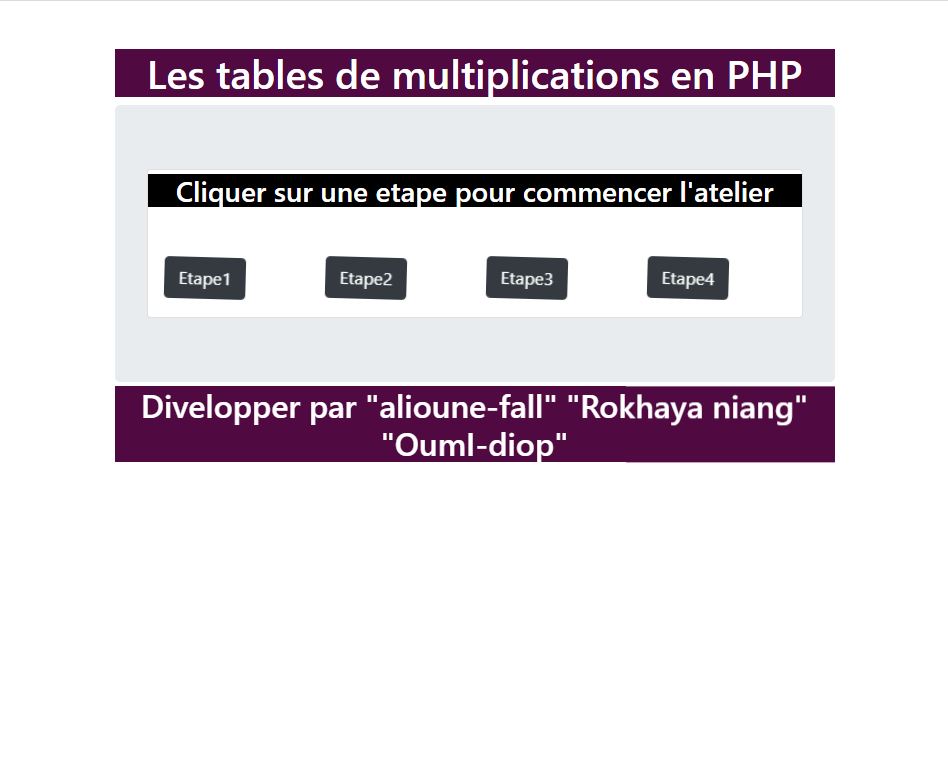 Les tables de multiplications en PHP
Cliquer sur une etape pour commencer l'atelier
Etape1 Etape2 Etape3 Etape4
Divelopper par "alioune-fall" "Rokhaya niang"
"OumI-diop"